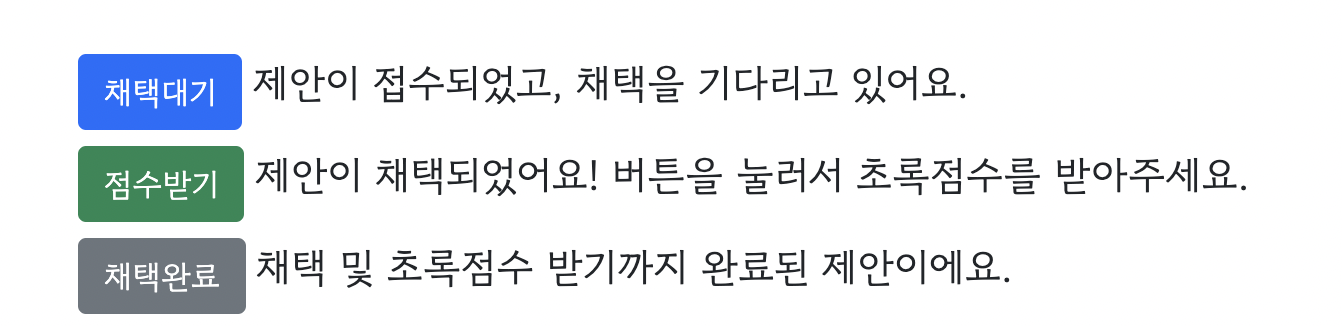 채택대기 제안이 접수되었고, 채택을 기다리고 있어요.
점수받기 제안이 채택되었어요! 버튼을 눌러서 초록점수를 받아주세요.
채택완료 채택 및 초록점수 받기까지 완료된 제안이에요.